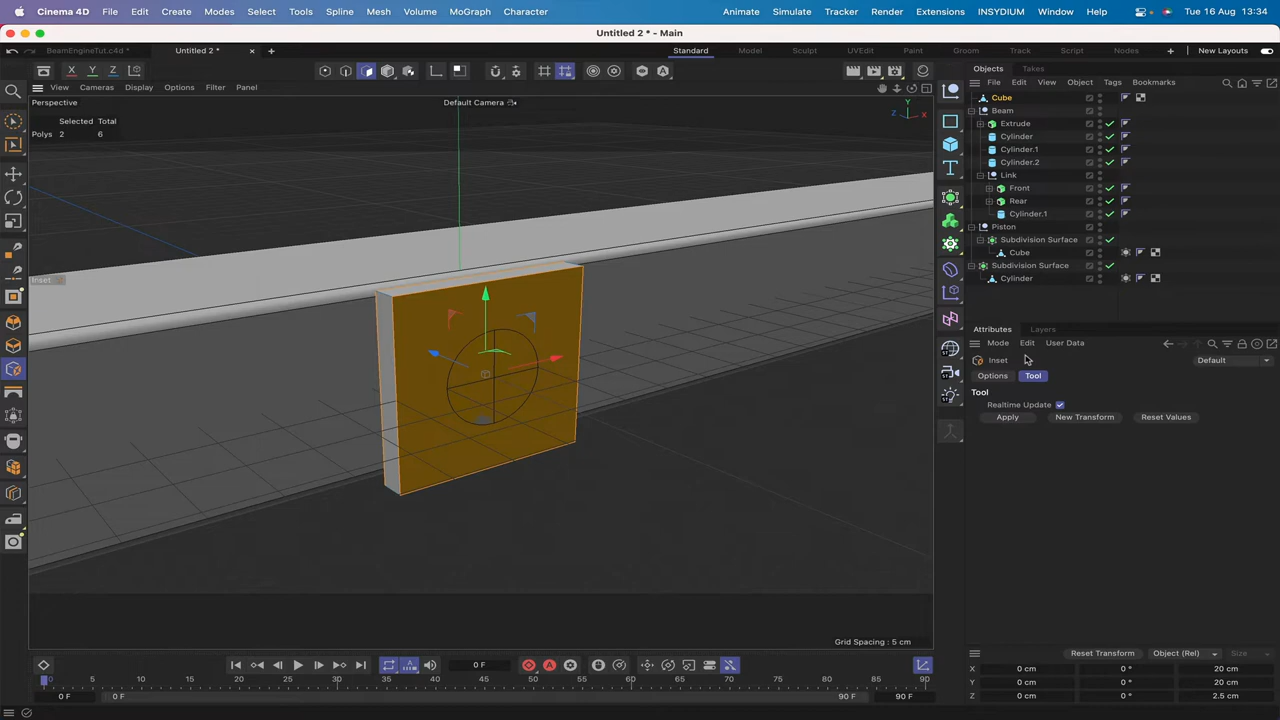 Cinema 4D File Edit Create Modes Select Tools Spline Mesh Volume MoGraph Character Animate Simulate Tracker Render Extensions INSYDIUM Window Help Tue 16 Aug 13:34
Untitled 2 * - Main
BeamEngineTut.c4d * Untitled 2 * Standard Model Sculpt UVEdit Paint Groom Track Script Nodes New Layouts
X Y Z
Objects Takes
View Cameras Display Options Filter Panel
File Edit View Object Tags Bookmarks
Perspective Default Camera
Cube
Y
Z X
Beam
Selected Total
Polys 2 6
Extrude
Cylinder
Cylinder.1
Cylinder.2
Link
Front
Rear
Cylinder.1
Piston
Subdivision Surface
Cube
Subdivision Surface
Cylinder
Inset
Attributes Layers
Mode Edit User Data
Inset Default
Options Tool
Tool
Realtime Update
Apply New Transform Reset Values
Grid Spacing : 5 cm
Reset Transform Object (Rel) Size
0 F
X 0 cm 0 ° 20 cm
Y 0 cm 0 ° 20 cm
Z 0 cm 0 ° 2.5 cm
0 5 10 15 20 25 30 35 40 45 50 55 60 65 70 75 80 85 90
0 F 0 F 90 F 90 F